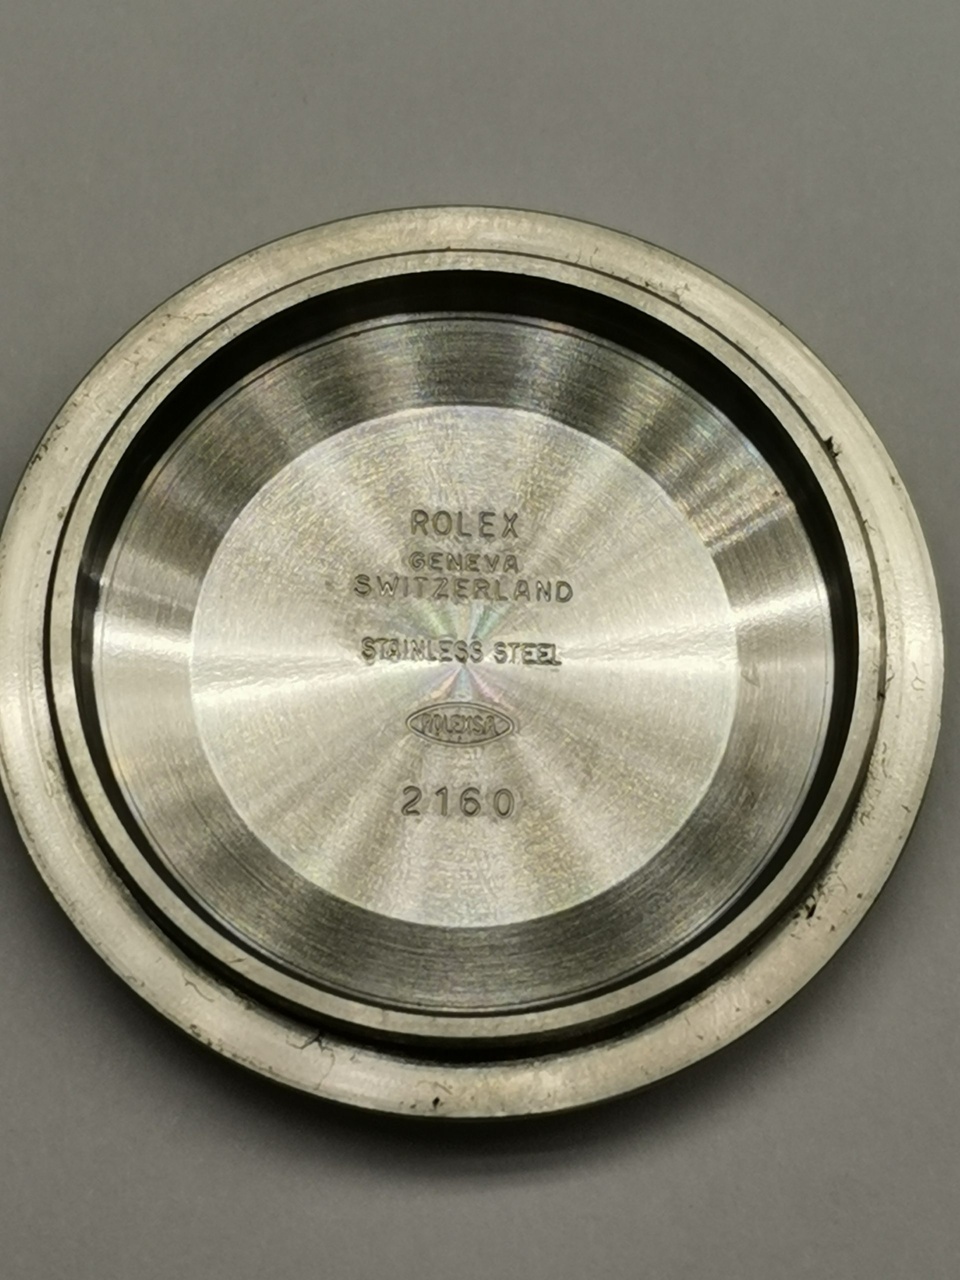 ROLEX
GENEVA
SWITZERLAND
STAINLESS STEEL
ROLEXSA
2160